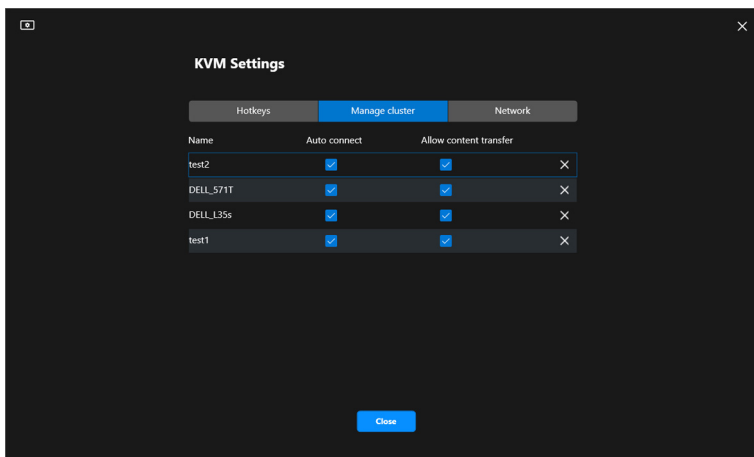 KVM Settings
Hotkeys Manage cluster Network
Name Auto connect Allow content transfer
test2
DELL_571T
DELL_L35s
test1
Close